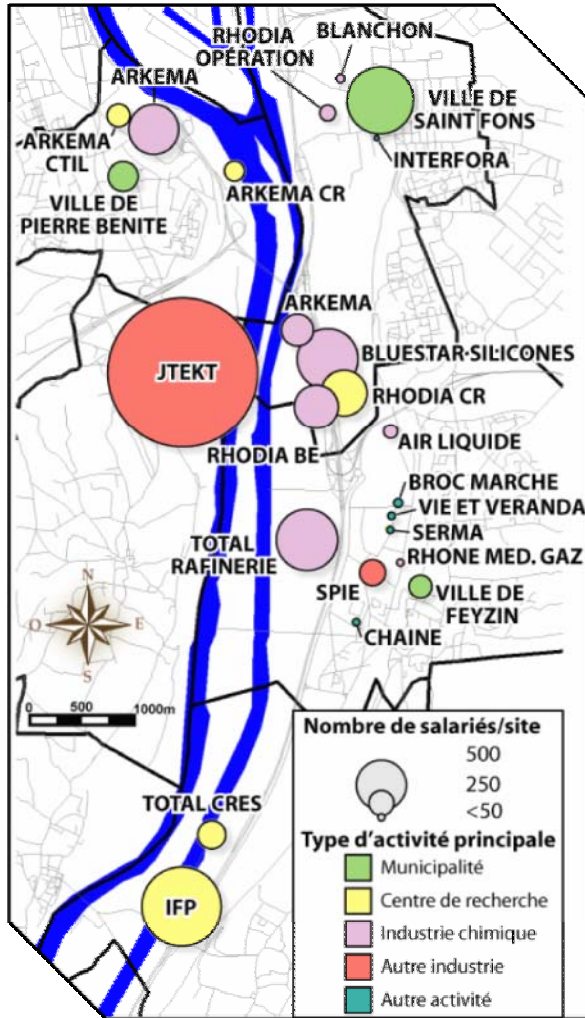 BLANCHON
RHODIA
OPÉRATION
ARKEMA
VILLE DE
SAINT FONS
ARKEMA
CTIL
INTERFORA
ARKEMA CR
VILLE DE
PIERRE BENITE
ARKEMA
BLUESTAR SILICONES
JTEKT
RHODIA CR
AIR LIQUIDE
RHODIA BE
BROC MARCHE
VIE ET VERANDA
SERMA
TOTAL
RAFINERIE
RHONE MED. GAZ
SPIE
VILLE DE
FEYZIN
CHAINE
N
O
E
S
0 500 1000m
TOTAL CRES
IFP
Nombre de salariés/site
500
250
<50
Type d'activité principale
Municipalité
Centre de recherche
Industrie chimique
Autre industrie
Autre activité